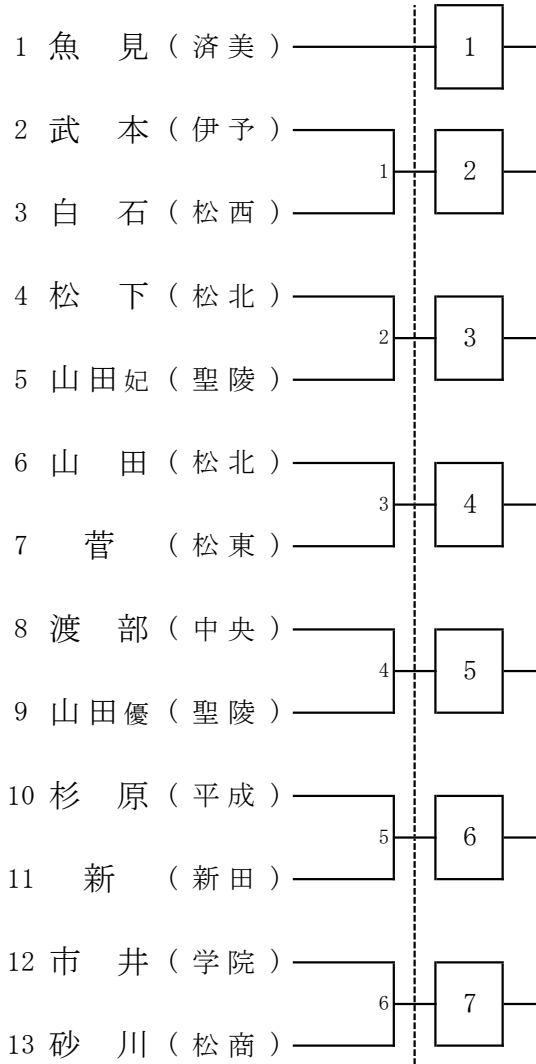 1 魚 見 ( 済 美 ) 1
2 武 本 ( 伊 予 )
1 2
3 白 石 ( 松 西 )
4 松 下 ( 松 北 )
2 3
5 山 田 妃 ( 聖 陵 )
6 山 田 ( 松 北 )
3 4
7 菅 ( 松 東 )
8 渡 部 ( 中 央 )
4 5
9 山 田 優 ( 聖 陵 )
10 杉 原 ( 平 成 )
5 6
11 新 ( 新 田 )
12 市 井 ( 学 院 )
6 7
13 砂 川 ( 松 商 )